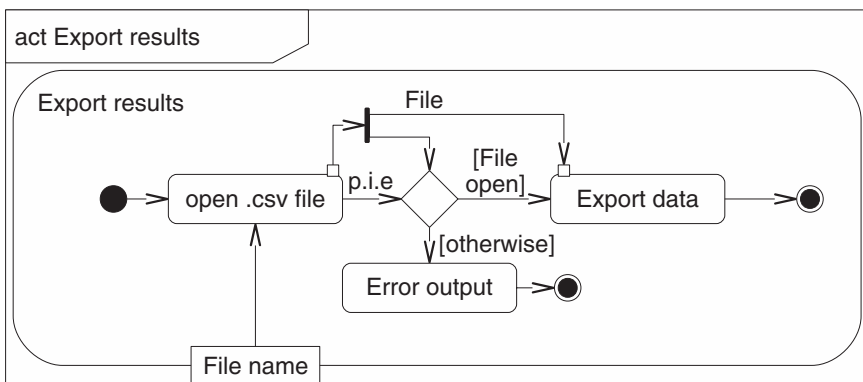 act Export results
Export results
File
[File
open]
p.i.e
open .csv file
Export data
[otherwise]
Error output
File name